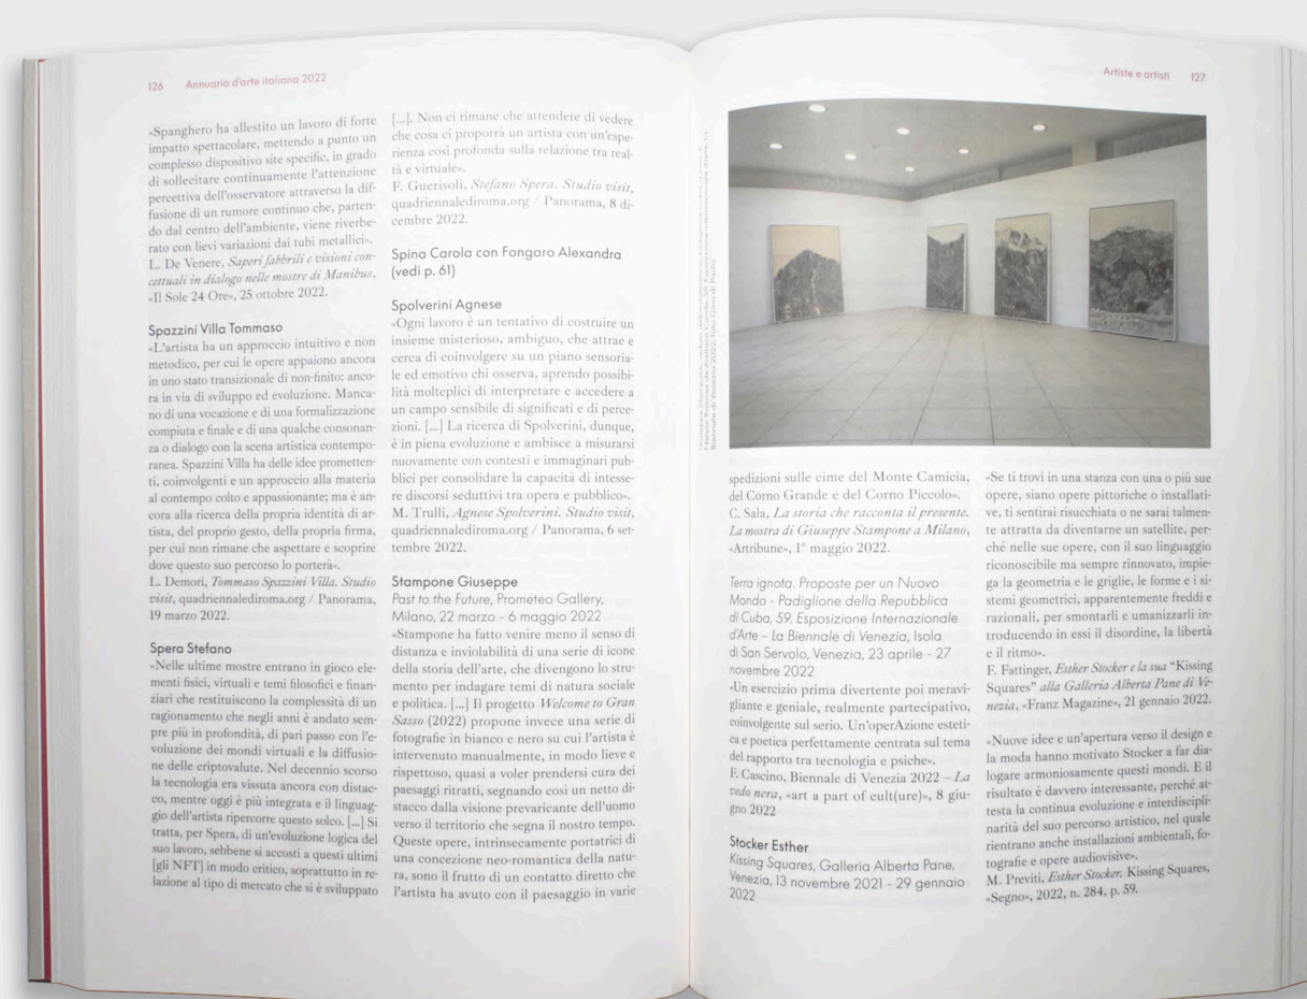 126 Annuario d'arte italiana 2022
«Spanghero ha allestito un lavoro di forte
impatto spettacolare, mettendo a punto un
complesso dispositivo site specific, in grado
di sollecitare continuamente l'attenzione
percettiva dell'osservatore attraverso la dif-
fusione di un rumore continuo che, parten-
do dal centro dell'ambiente, viene riverbe-
rato con lievi variazioni dai tubi metallici».
L. De Venere, Saperi fabbrili e visioni con-
cettuali in dialogo nelle mostre di Manibus,
«Il Sole 24 Ore», 25 ottobre 2022.
Spazzini Villa Tommaso
«L'artista ha un approccio intuitivo e non
metodico, per cui le opere appaiono ancora
in uno stato transizionale di non-finito: anco-
ra in via di sviluppo ed evoluzione. Manca-
no di una vocazione e di una formalizzazione
compiuta e finale e di una qualche consonan-
za o dialogo con la scena artistica contempo-
ranea. Spazzini Villa ha delle idee promettен-
ti, coinvolgenti e un approccio alla materia
al contempo colto e appassionante; ma è an-
cora alla ricerca della propria identità di ar-
tista, del proprio gesto, della propria firma,
per cui non rimane che aspettare e scoprire
dove questo suo percorso lo porterà».
L. Demori, Tommaso Spazzini Villa. Studio
visit, quadriennalediroma.org / Panorama,
19 marzo 2022.
Spera Stefano
«Nelle ultime mostre entrano in gioco ele-
menti fisici, virtuali e temi filosofici e finan-
ziari che restituiscono la complessità di un
ragionamento che negli anni è andato sem-
pre più in profondità, di pari passo con l'e-
voluzione dei mondi virtuali e la diffusio-
ne delle criptovalute. Nel decennio scorso
la tecnologia era vissuta ancora con distac-
co, mentre oggi è più integrata e il linguag-
gio dell'artista ripercorre questo solco. [...] Si
tratta, per Spera, di un'evoluzione logica del
suo lavoro, sebbene si accosti a questi ultimi
[gli NFT] in modo critico, soprattutto in re-
lazione al tipo di mercato che si è sviluppato
[...]. Non ci rimane che attendere di vedere
che cosa ci proporrà un artista con un'espe-
rienza così profonda sulla relazione tra real-
tà e virtuale».
F. Guerisoli, Stefano Spera. Studio visit,
quadriennalediroma.org / Panorama, 8 di-
cembre 2022.
Spina Carola con Fongaro Alexandra
(vedi p. 61)
Spolverini Agnese
«Ogni lavoro è un tentativo di costruire un
insieme misterioso, ambiguo, che attrae e
cerca di coinvolgere su un piano sensoria-
le ed emotivo chi osserva, aprendo possibi-
lità molteplici di interpretare e accedere a
un campo sensibile di significati e di perce-
zioni. [...] La ricerca di Spolverini, dunque,
è in piena evoluzione e ambisce a misurarsi
nuovamente con contesti e immaginari pub-
blici per consolidare la capacità di intesse-
re discorsi seduttivi tra opera e pubblico».
M. Trulli, Agnese Spolverini. Studio visit,
quadriennalediroma.org / Panorama, 6 set-
tembre 2022.
Stampone Giuseppe
Past to the Future, Prometeo Gallery,
Milano, 22 marzo - 6 maggio 2022
«Stampone ha fatto venire meno il senso di
distanza e inviolabilità di una serie di icone
della storia dell'arte, che divengono lo stru-
mento per indagare temi di natura sociale
e politica. [...] Il progetto Welcome to Gran
Sasso (2022) propone invece una serie di
fotografie in bianco e nero su cui l'artista è
intervenuto manualmente, in modo lieve e
rispettoso, quasi a voler prendersi cura dei
paesaggi ritratti, segnando così un netto di-
stacco dalla visione prevaricante dell'uomo
verso il territorio che segna il nostro tempo.
Queste opere, intrinsecamente portatrici di
una concezione neo-romantica della natu-
ra, sono il frutto di un contatto diretto che
l'artista ha avuto con il paesaggio in varie
Artiste e artisti 127
spedizioni sulle cime del Monte Camicia,
del Corno Grande e del Corno Piccolo».
C. Sala, La storia che racconta il presente.
La mostra di Giuseppe Stampone a Milano,
«Artribune», 1° maggio 2022.
Terra ignota. Proposte per un Nuovo
Mondo - Padiglione della Repubblica
di Cuba, 59. Esposizione Internazionale
d'Arte – La Biennale di Venezia, Isola
di San Servolo, Venezia, 23 aprile - 27
novembre 2022
«Un esercizio prima divertente poi meravi-
gliante e geniale, realmente partecipativo,
coinvolgente sul serio. Un'operAzione esteti-
ca e poetica perfettamente centrata sul tema
del rapporto tra tecnologia e psiche».
F. Cascino, Biennale di Venezia 2022 – La
vedo nera, «art a part of cult(ure)», 8 giu-
gno 2022
Stocker Esther
Kissing Squares, Galleria Alberta Pane,
Venezia, 13 novembre 2021 - 29 gennaio
2022
«Se ti trovi in una stanza con una o più sue
opere, siano opere pittoriche o installati-
ve, ti sentirai risucchiata o ne sarai talmen-
te attratta da diventarne un satellite, per-
ché nelle sue opere, con il suo linguaggio
riconoscibile ma sempre rinnovato, impie-
ga la geometria e le griglie, le forme e i si-
stemi geometrici, apparentemente freddi e
razionali, per smontarli e umanizzarli in-
troducendo in essi il disordine, la libertà
e il ritmo».
F. Fattinger, Esther Stocker e la sua "Kissing
Squares" alla Galleria Alberta Pane di Ve-
nezia, «Franz Magazine», 21 gennaio 2022.
«Nuove idee e un'apertura verso il design e
la moda hanno motivato Stocker a far dia-
logare armoniosamente questi mondi. E il
risultato è davvero interessante, perché at-
testa la continua evoluzione e interdiscipli-
narità del suo percorso artistico, nel quale
rientrano anche installazioni ambientali, fo-
tografie e opere audiovisive».
M. Previti, Esther Stocker. Kissing Squares,
«Segno», 2022, n. 284, p. 59.